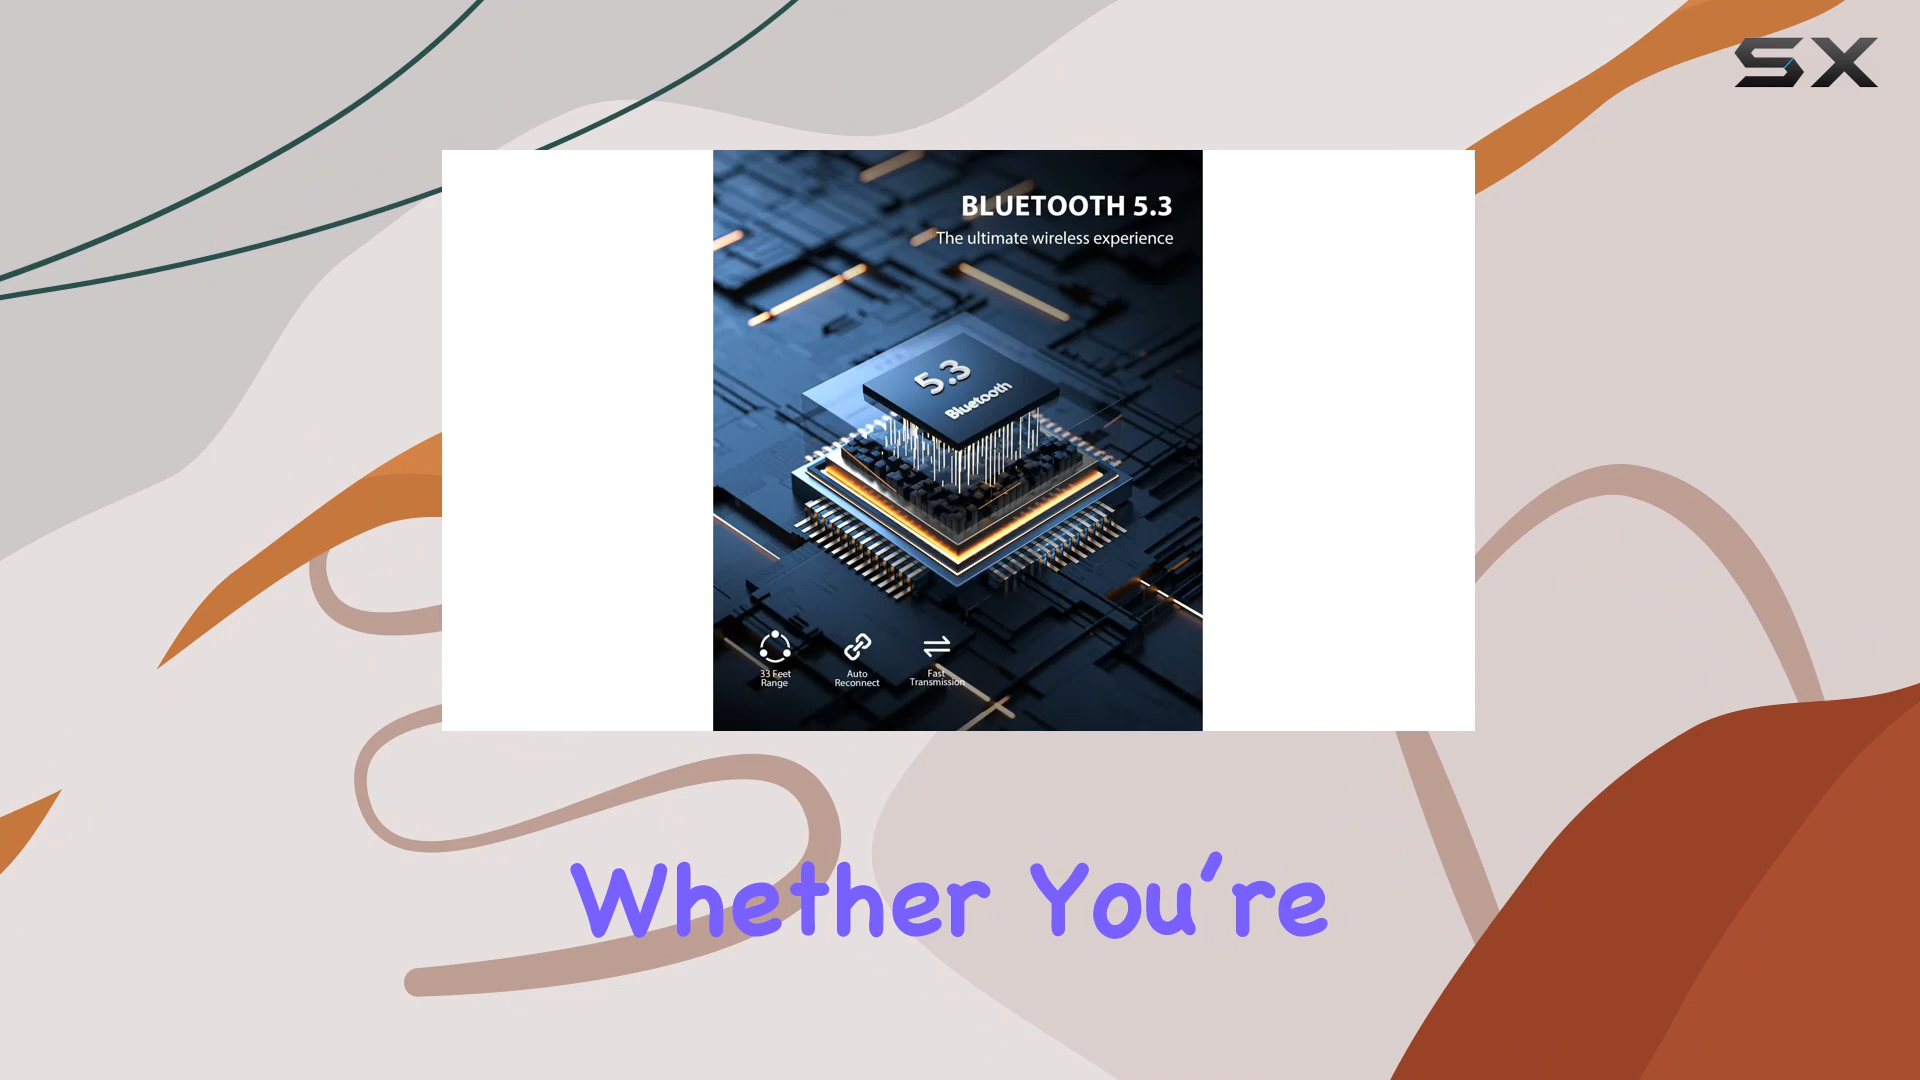 SX
BLUETOOTH 5.3
The ultimate wireless experience
5.3
Bluetooth
33 Feet
Range
Auto
Reconnect
Fast
Transmission
Whether You're